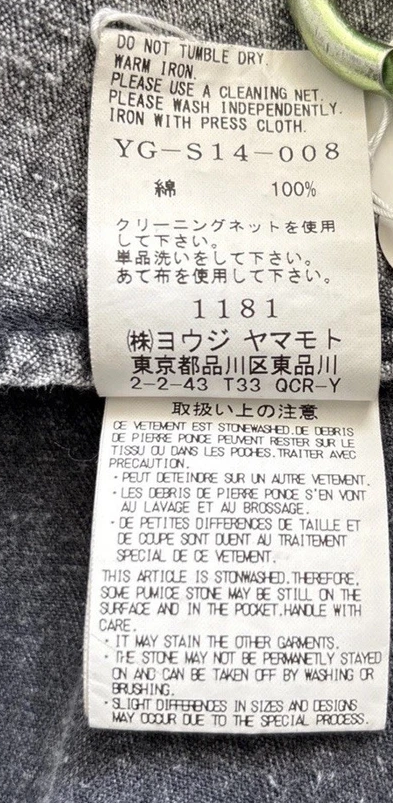 DO NOT TUMBLE DRY.
WARM IRON.
PLEASE USE A CLEANING NET.
PLEASE WASH INDEPENDENTLY.
IRON WITH PRESS CLOTH.
YG-S14-008
綿 100%
クリーニングネットを使用
して下さい。
単品洗いをして下さい。
あて布を使用して下さい。
1181
㈱ヨウジ ヤマモト
東京都品川区東品川
2-2-43 T33 QCR-Y
取扱い上の注意
CE VETEMENT EST STONEWASHED.DE DEBRIS
DE PIERRE PONCE PEUVENT RESTER SUR LE
TISSU OU DANS LES POCHES.TRAITER AVEC
PRECAUTION.
・PEUT DETEINDRE SUR UN AUTRE VETEMENT.
・LES DEBRIS DE PIERRE PONCE S'EN VONT
AU LAVAGE ET AU BROSSAGE.
・DE PETITES DIFFERENCES DE TAILLE ET
DE COUPE SONT DUENT AU TRAITEMENT
SPECIAL DE CE VETEMENT.
THIS ARTICLE IS STONWASHED.THEREFORE,
SOME PUMICE STONE MAY BE STILL ON THE
SURFACE AND IN THE POCKET.HANDLE WITH
CARE.
・IT MAY STAIN THE OTHER GARMENTS.
・THE STONE MAY NOT BE PERMANETLY STAYED
ON AND CAN BE TAKEN OFF BY WASHING OR
BRUSHING.
・SLIGHT DIFFERENCES IN SIZES AND DESIGNS
MAY OCCUR DUE TO THE SPECIAL PROCESS.